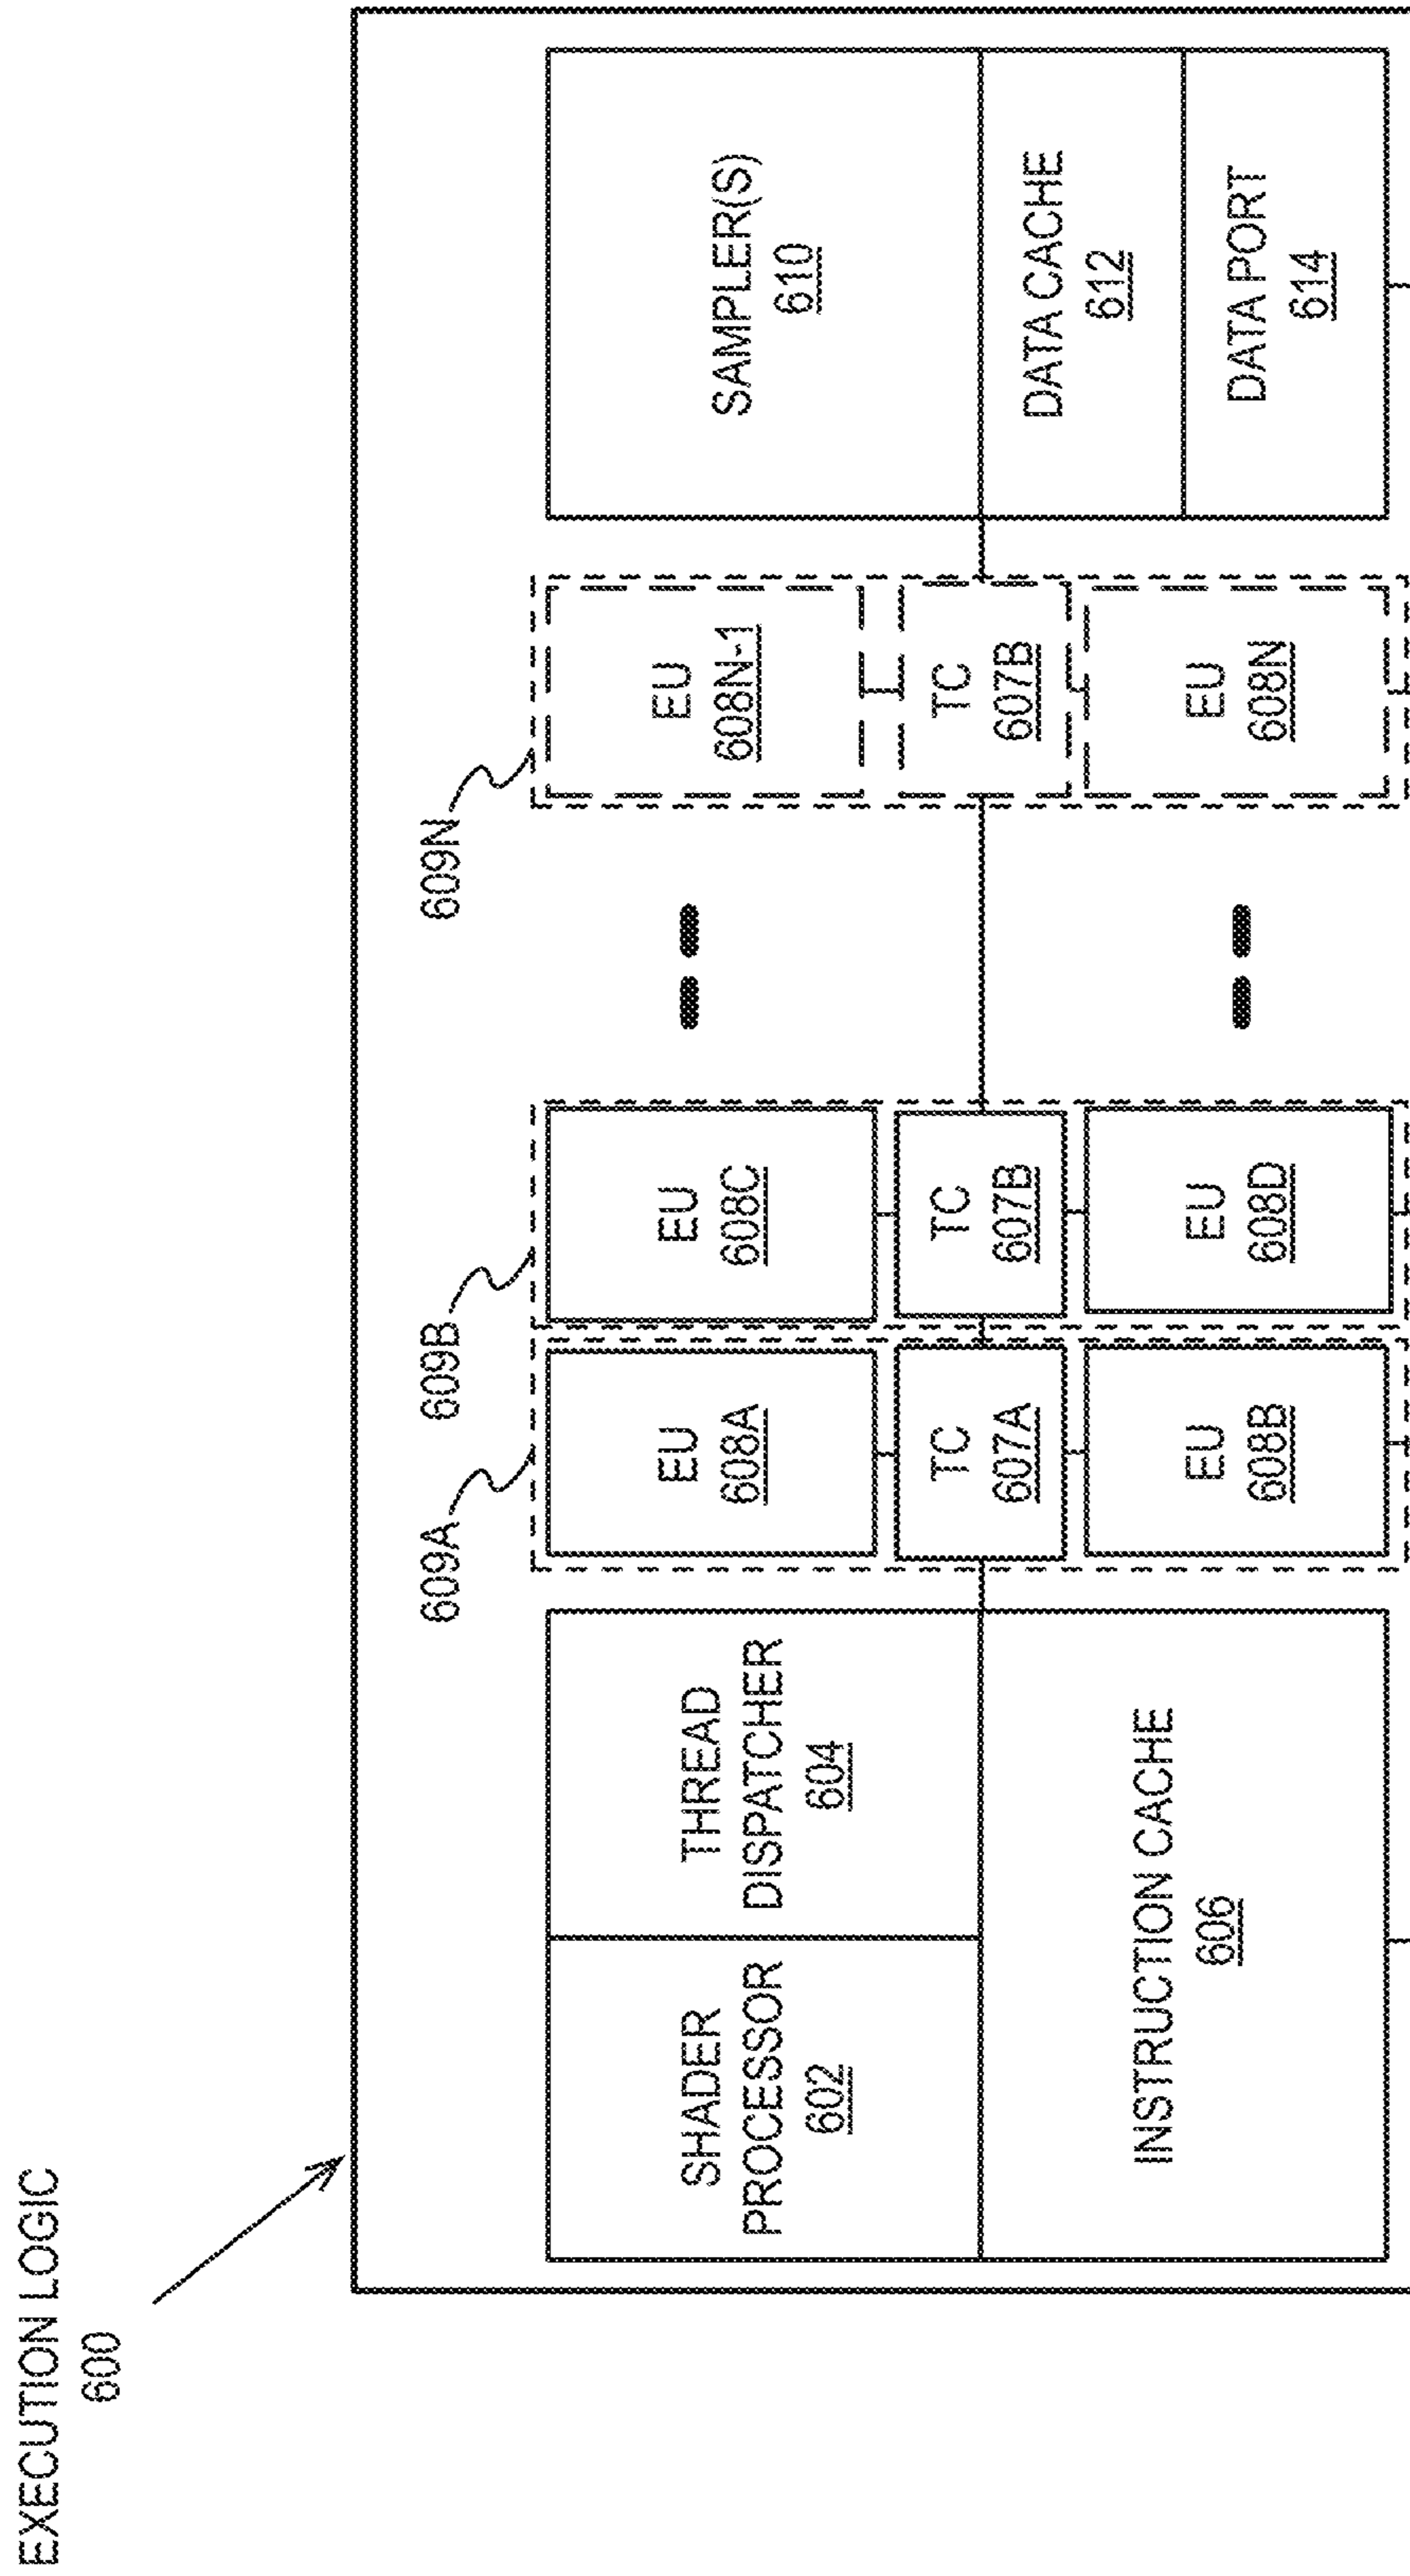 EXECUTION LOGIC
600
609A
609B
609N
SHADER
PROCESSOR
602
THREAD
DISPATCHER
604
INSTRUCTION CACHE
606
EU
608A
TC
607A
EU
608B
EU
608C
TC
607B
EU
608D
EU
608N-1
TC
607B
EU
608N
SAMPLER(S)
610
DATA CACHE
612
DATA PORT
614